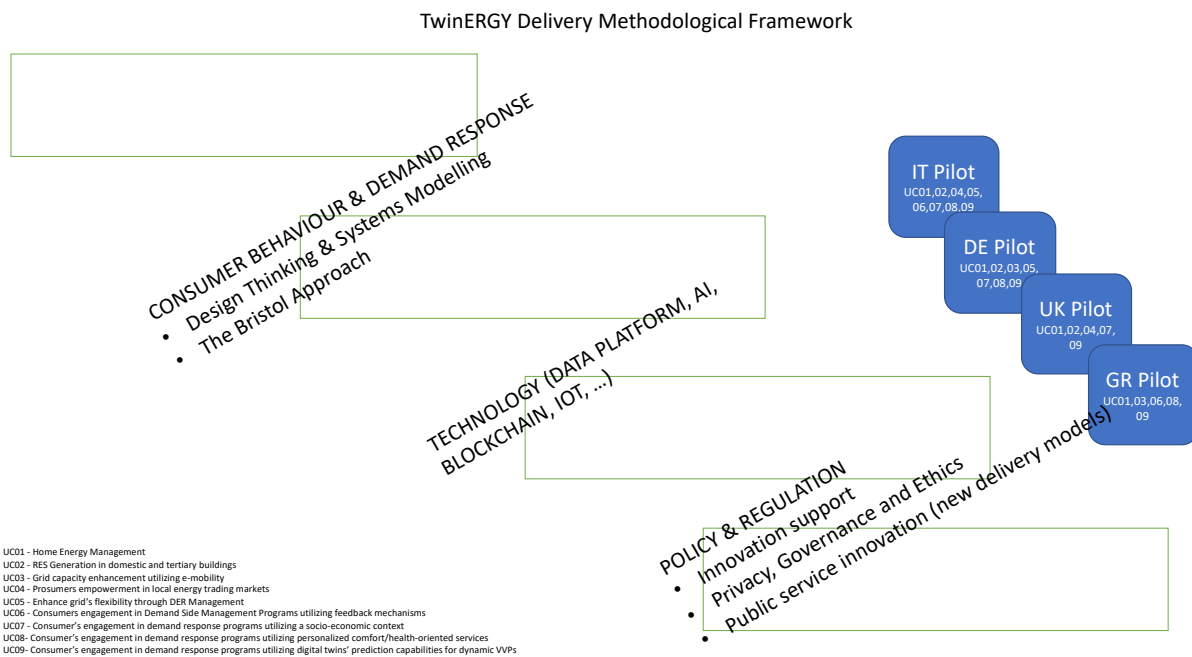 TwinERGY Delivery Methodological Framework
CONSUMER BEHAVIOUR & DEMAND RESPONSE
• Design Thinking & Systems Modelling
• The Bristol Approach
TECHNOLOGY (DATA PLATFORM, AI,
BLOCKCHAIN, IOT, ...)
POLICY & REGULATION
• Innovation support
• Privacy, Governance and Ethics
• Public service innovation (new delivery models)
IT Pilot
UC01,02,04,05,
06,07,08,09
DE Pilot
UC01,02,03,05,
07,08,09
UK Pilot
UC01,02,04,07,
09
GR Pilot
UC01,03,06,08,
09
UC01 - Home Energy Management
UC02 - RES Generation in domestic and tertiary buildings
UC03 - Grid capacity enhancement utilizing e-mobility
UC04 - Prosumers empowerment in local energy trading markets
UC05 - Enhance grid's flexibility through DER Management
UC06 - Consumers engagement in Demand Side Management Programs utilizing feedback mechanisms
UC07 - Consumer's engagement in demand response programs utilizing a socio-economic context
UC08- Consumer's engagement in demand response programs utilizing personalized comfort/health-oriented services
UC09- Consumer's engagement in demand response programs utilizing digital twins' prediction capabilities for dynamic VVPs